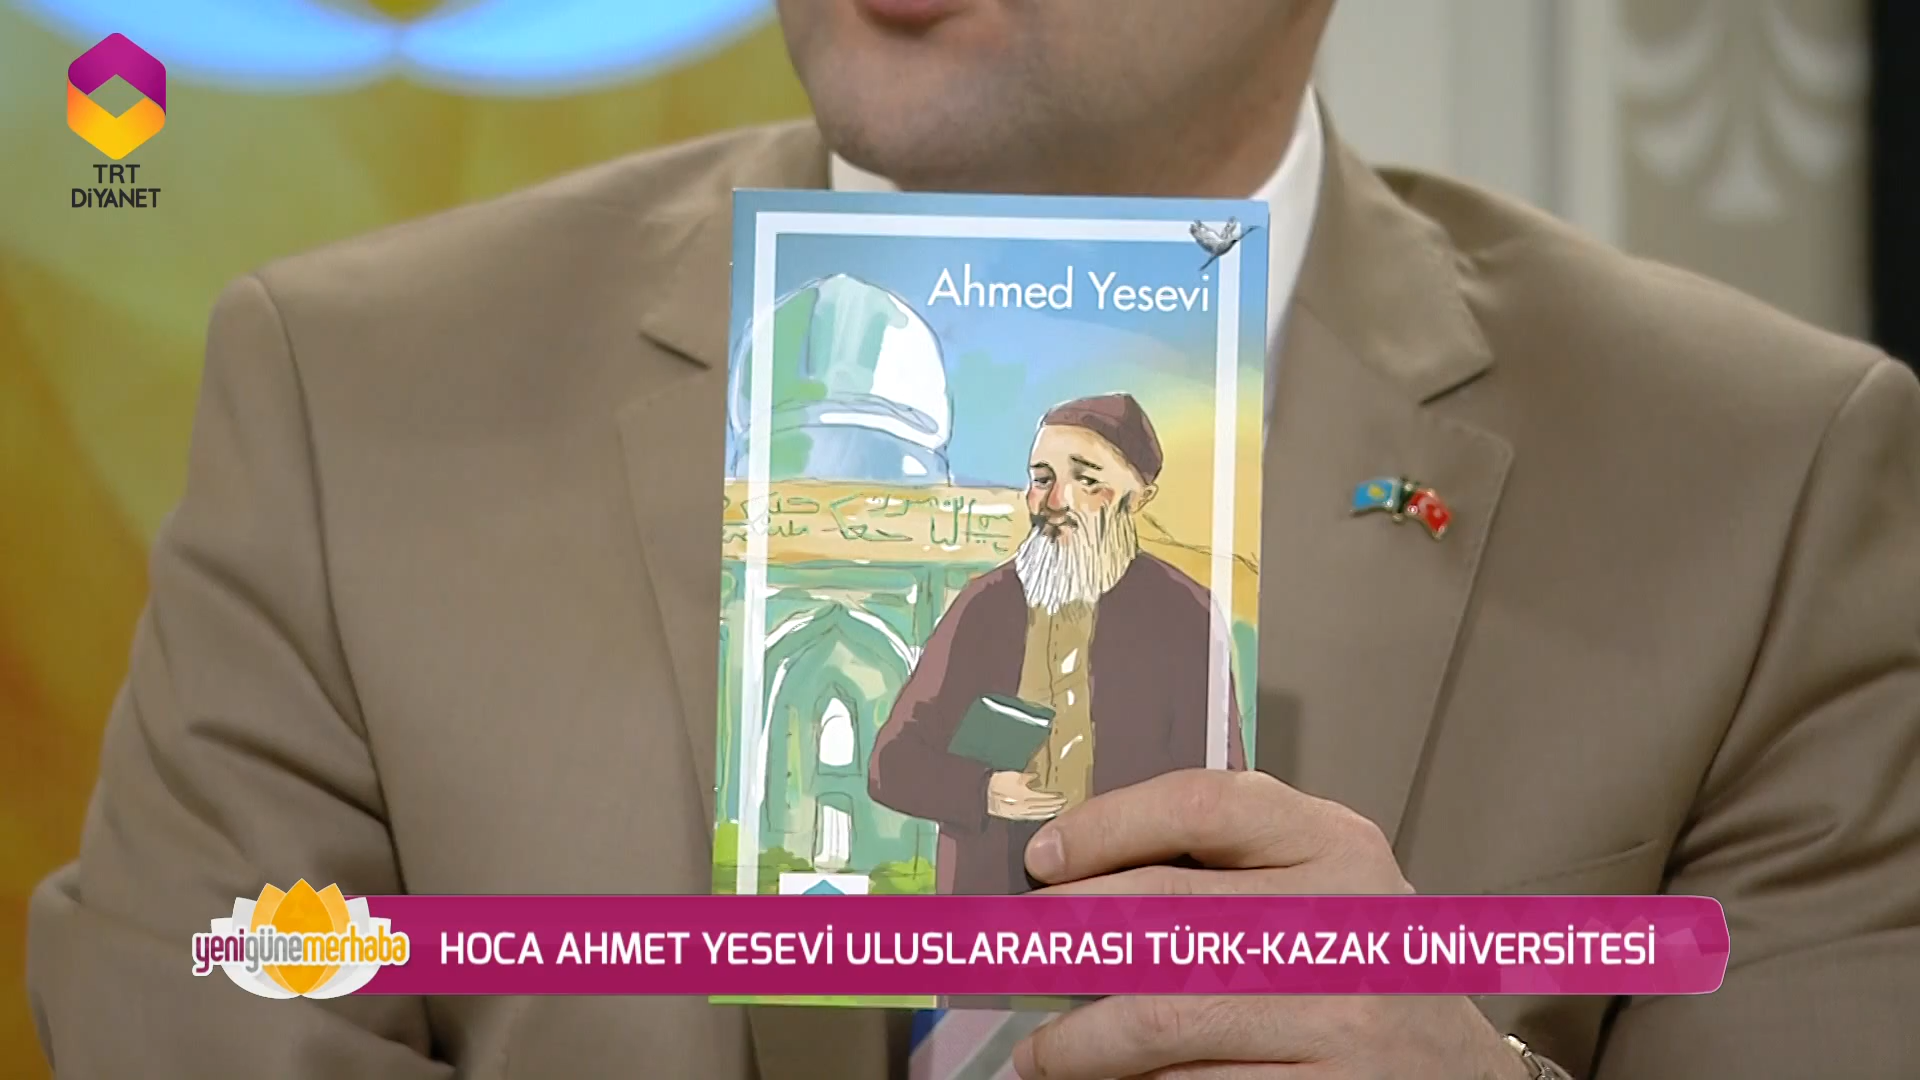 TRT
DİYANET
Ahmed Yesevi
yenigünemerhaba
HOCA AHMET YESEVİ ULUSLARARASI TÜRK-KAZAK ÜNİVERSİTESİ